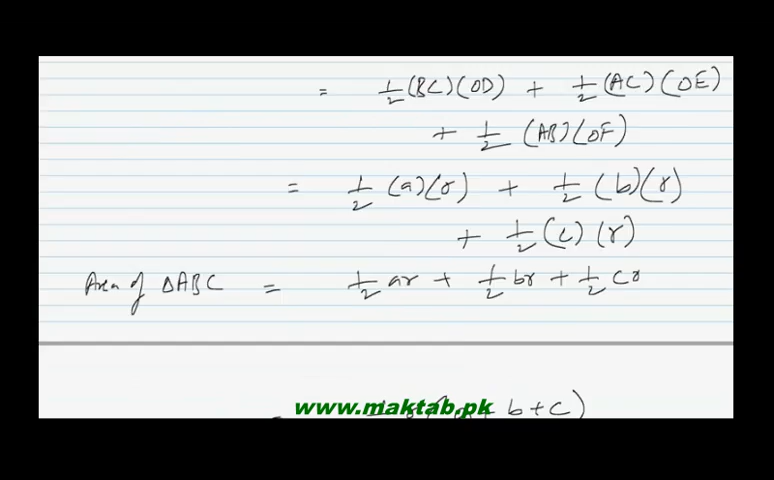 = 1/2 (BC)(OD) + 1/2 (AC)(OE)
+ 1/2 (AB)(OF)
= 1/2 (a)(r) + 1/2 (b)(r)
+ 1/2 (c)(r)
Area of ΔABC = 1/2 ar + 1/2 br + 1/2 cr
= + b + c)
www.maktab.pk